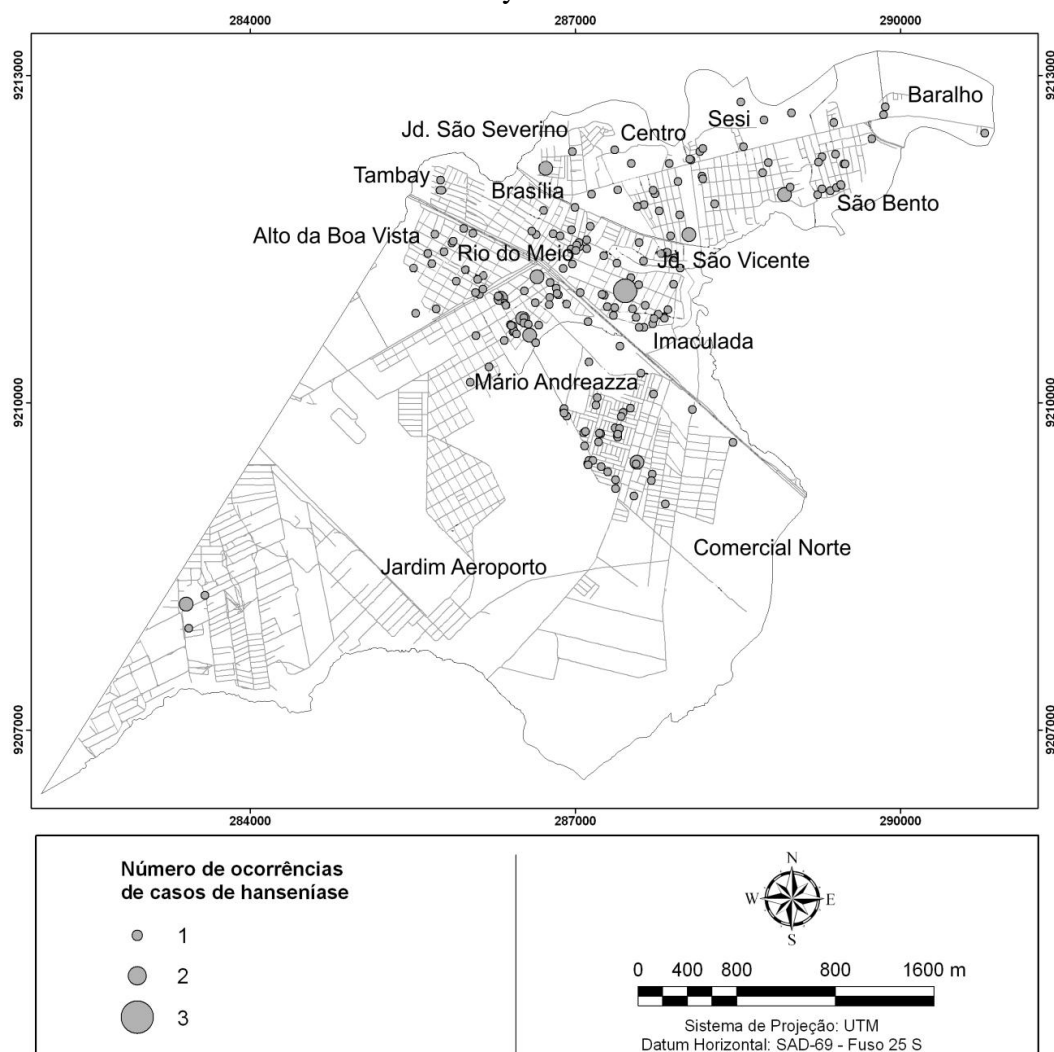 y
284000
287000
290000
9213000
9213000
Baralho
Sesi
Jd. São Severino
Centro
Tambay
Brasília
São Bento
Alto da Boa Vista
Rio do Meio
Jd. São Vicente
Imaculada
Mário Andreazza
9210000
9210000
Comercial Norte
Jardim Aeroporto
9207000
9207000
284000
287000
290000
Número de ocorrências
de casos de hanseníase
1
2
3
N
W
E
S
0 400 800 800 1600 m
Sistema de Projeção: UTM
Datum Horizontal: SAD-69 - Fuso 25 S